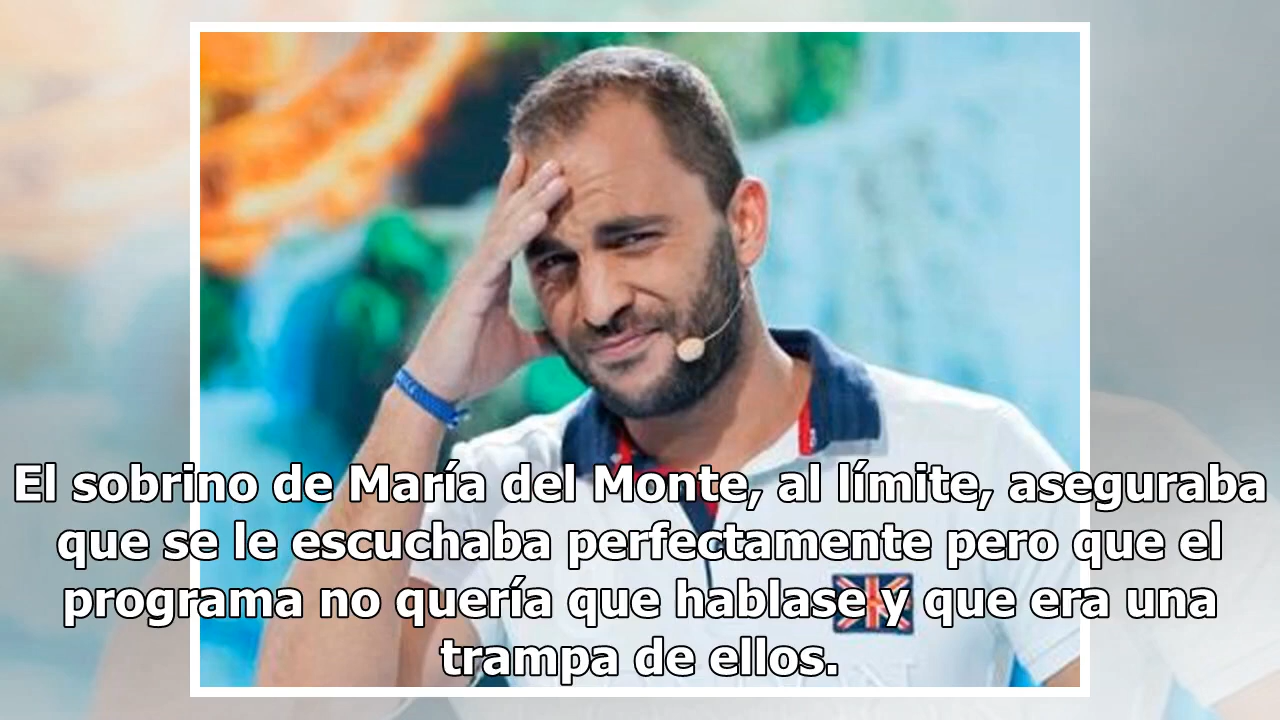 El sobrino de María del Monte, al límite, aseguraba
que se le escuchaba perfectamente pero que el
programa no quería que hablase y que era una
trampa de ellos.